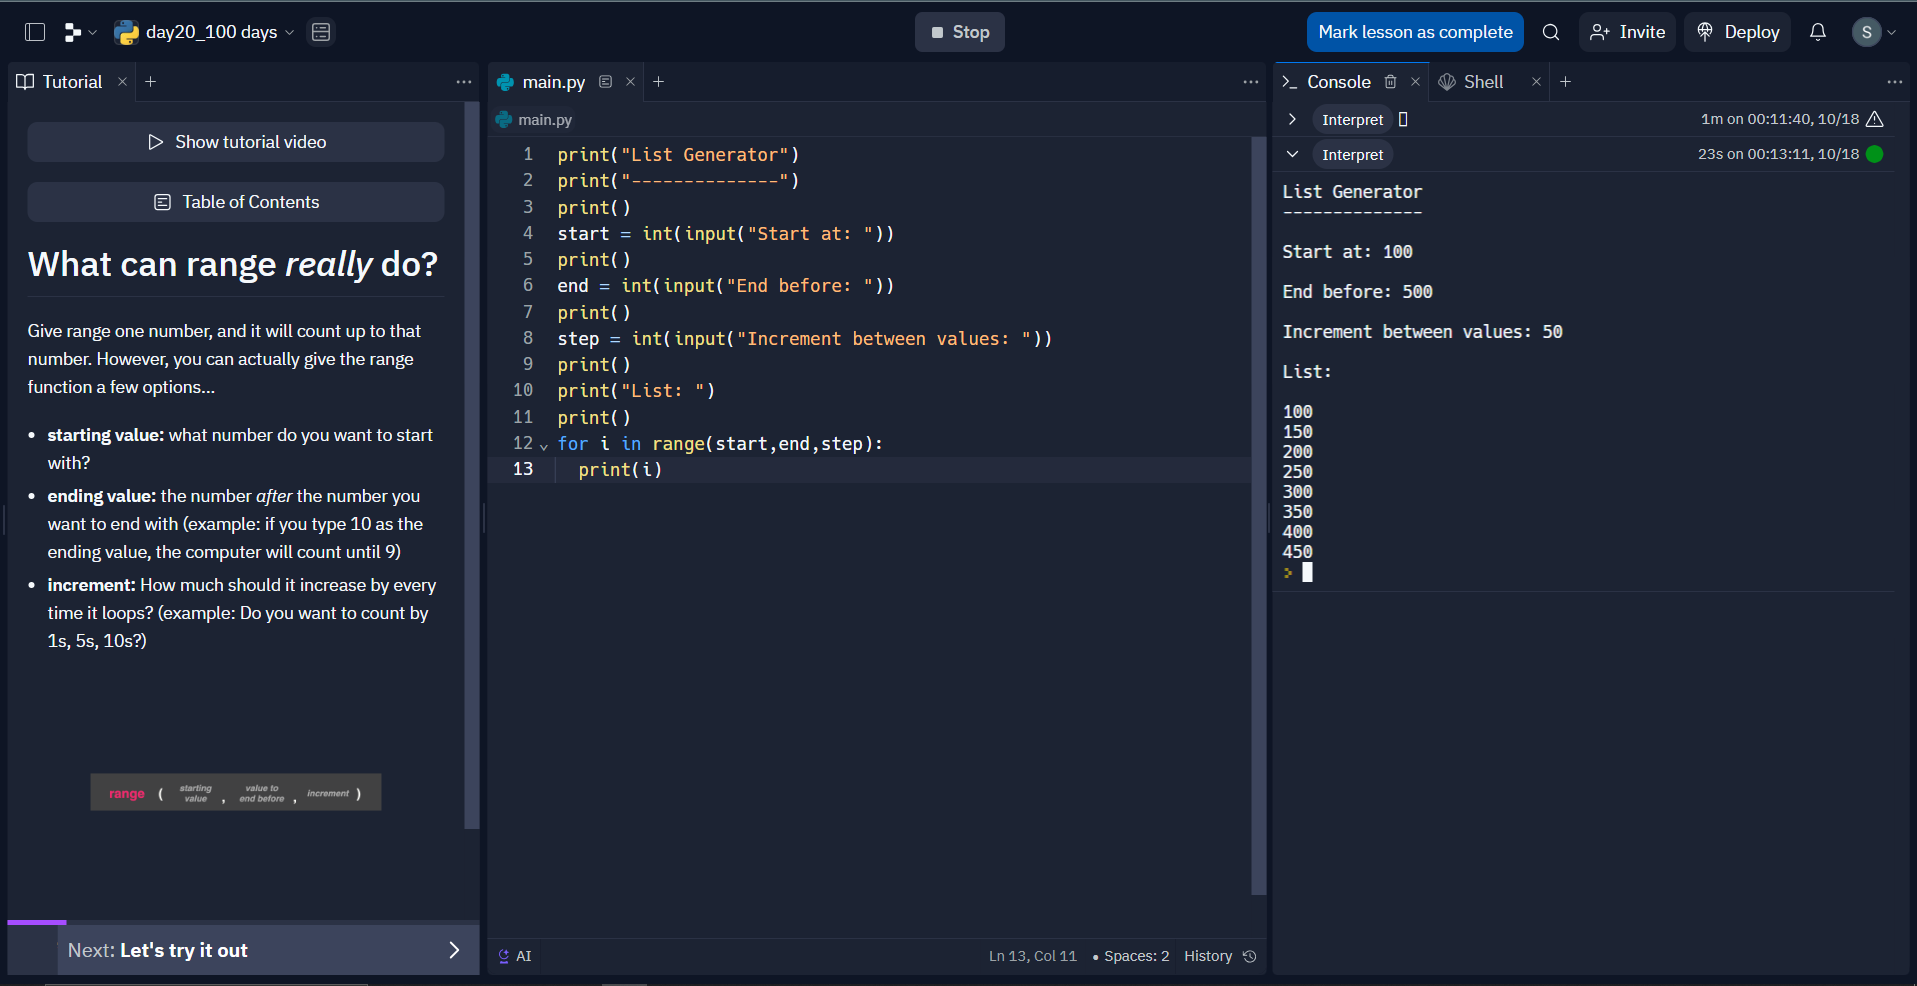 day20_100 days
Stop
Mark lesson as complete
Invite
Deploy
S
Tutorial
Show tutorial video
Table of Contents
What can range really do?
Give range one number, and it will count up to that
number. However, you can actually give the range
function a few options...
• starting value: what number do you want to start
with?
• ending value: the number after the number you
want to end with (example: if you type 10 as the
ending value, the computer will count until 9)
• increment: How much should it increase by every
time it loops? (example: Do you want to count by
1s, 5s, 10s?)
range ( starting value , value to end before , increment )
Next: Let's try it out
main.py
main.py
1 print("List Generator")
2 print("--------------")
3 print()
4 start = int(input("Start at: "))
5 print()
6 end = int(input("End before: "))
7 print()
8 step = int(input("Increment between values: "))
9 print()
10 print("List: ")
11 print()
12 for i in range(start,end,step):
13 print(i)
AI
Ln 13, Col 11 • Spaces: 2 History
Console
Shell
Interpret 1m on 00:11:40, 10/18
Interpret 23s on 00:13:11, 10/18
List Generator
--------------
Start at: 100
End before: 500
Increment between values: 50
List:
100
150
200
250
300
350
400
450
>